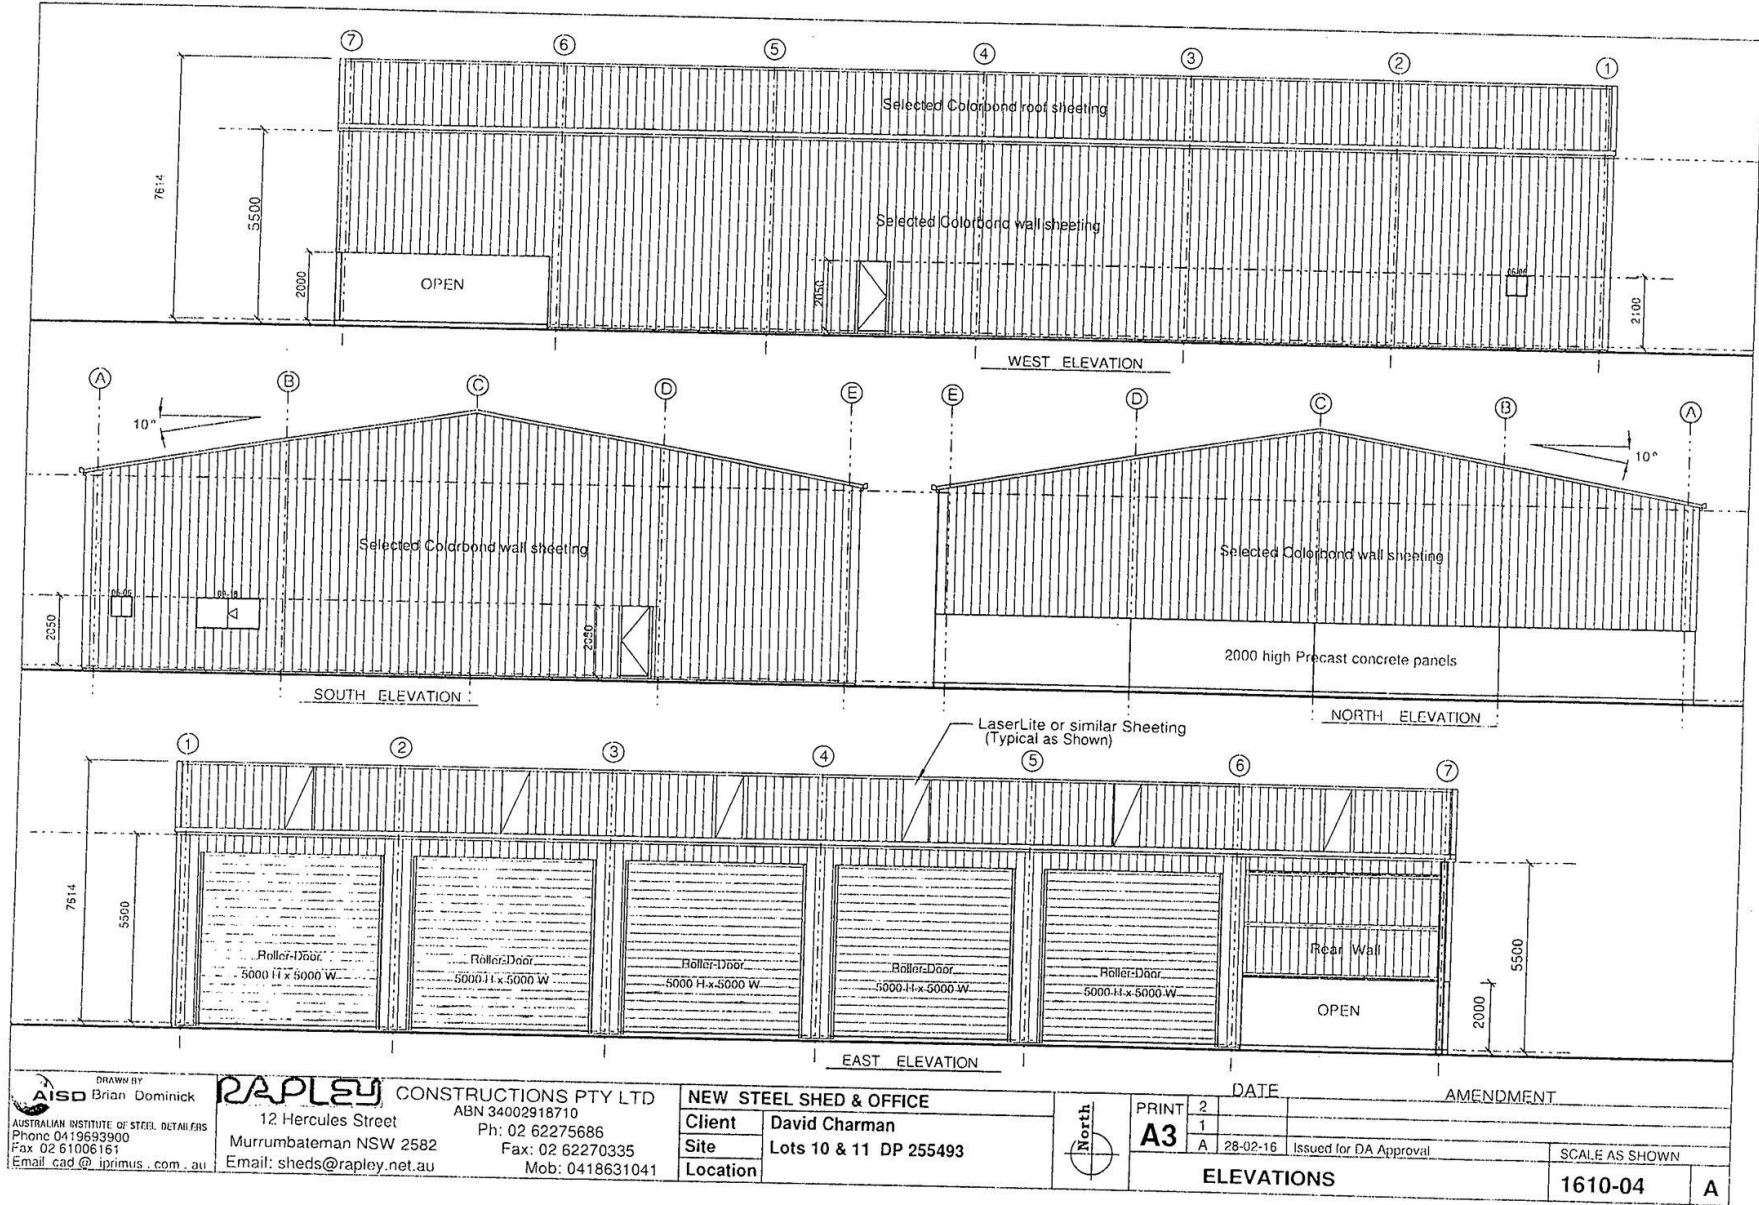 7 6 5 4 3 2 1
Selected Colorbond roof sheeting
7614
5500
Selected Colorbond wall sheeting
2000
OPEN
2050
06-06
2100
WEST ELEVATION
A B C D E
10°
Selected Colorbond wall sheeting
06-06
09-18
2050
2050
SOUTH ELEVATION
E D C B A
10°
Selected Colorbond wall sheeting
2000 high Precast concrete panels
NORTH ELEVATION
LaserLite or similar Sheeting
(Typical as Shown)
1 2 3 4 5 6 7
7614
5500
Roller-Door
5000 H x 5000 W
Roller-Door
5000 H x 5000 W
Roller-Door
5000 H x 5000 W
Roller-Door
5000 H x 5000 W
Roller-Door
5000 H x 5000 W
Rear Wall
OPEN
2000
5500
EAST ELEVATION
DRAWN BY
AISD Brian Dominick
AUSTRALIAN INSTITUTE OF STEEL DETAILERS
Phone 0419693900
Fax 02 61006161
Email cad @ iprimus . com . au
RAPLEY CONSTRUCTIONS PTY LTD
ABN 34002918710
12 Hercules Street
Ph: 02 62275686
Murrumbateman NSW 2582
Fax: 02 62270335
Email: sheds@rapley.net.au
Mob: 0418631041
NEW STEEL SHED & OFFICE
Client David Charman
Site Lots 10 & 11 DP 255493
Location
North
DATE AMENDMENT
PRINT 2
A3 1
A 28-02-16 Issued for DA Approval
SCALE AS SHOWN
ELEVATIONS
1610-04 A